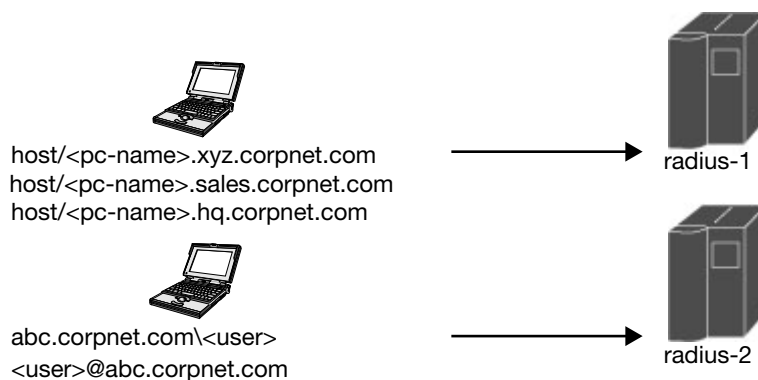 host/<pc-name>.xyz.corpnet.com
host/<pc-name>.sales.corpnet.com
host/<pc-name>.hq.corpnet.com
radius-1
abc.corpnet.com\<user>
<user>@abc.corpnet.com
radius-2